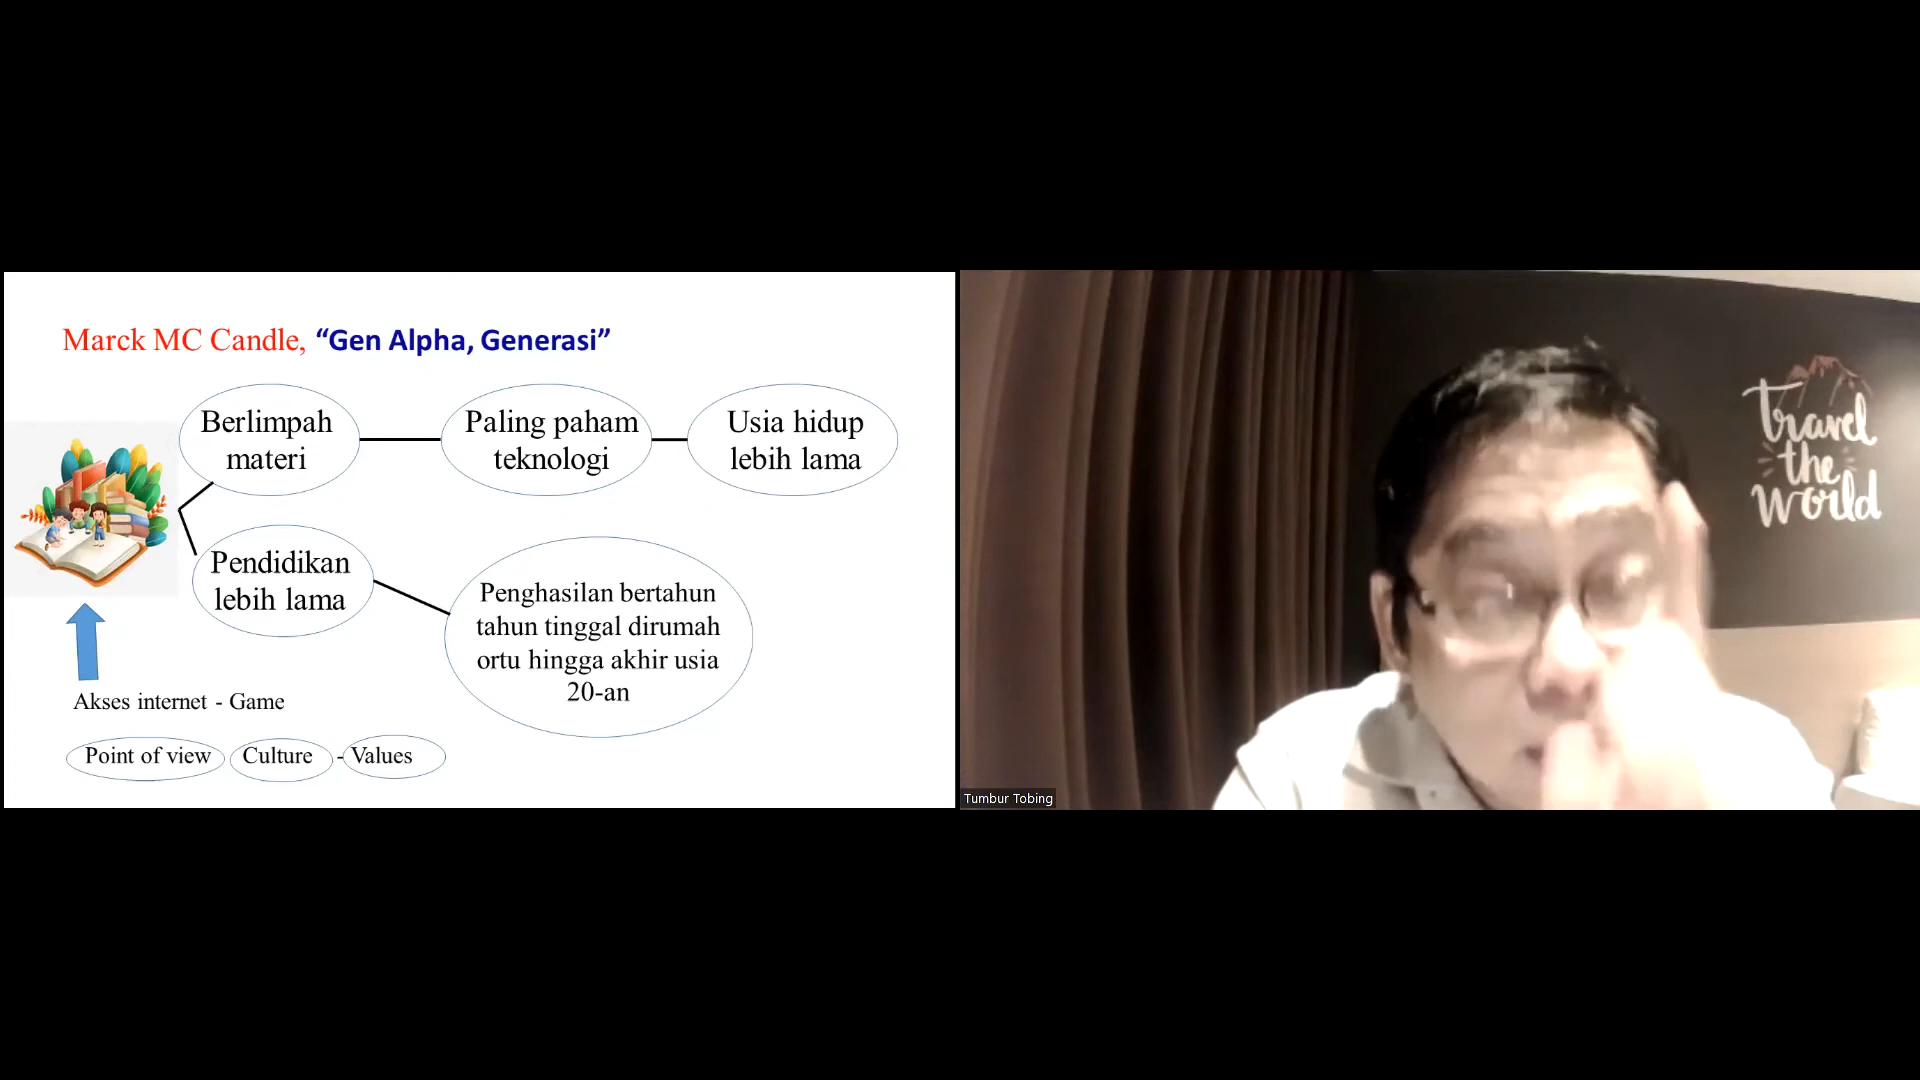 Marck MC Candle, “Gen Alpha, Generasi”
Berlimpah
materi
Paling paham
teknologi
Usia hidup
lebih lama
Pendidikan
lebih lama
Penghasilan bertahun
tahun tinggal dirumah
ortu hingga akhir usia
20-an
Akses internet - Game
Point of view Culture - Values
travel
the
world
Tumbur Tobing